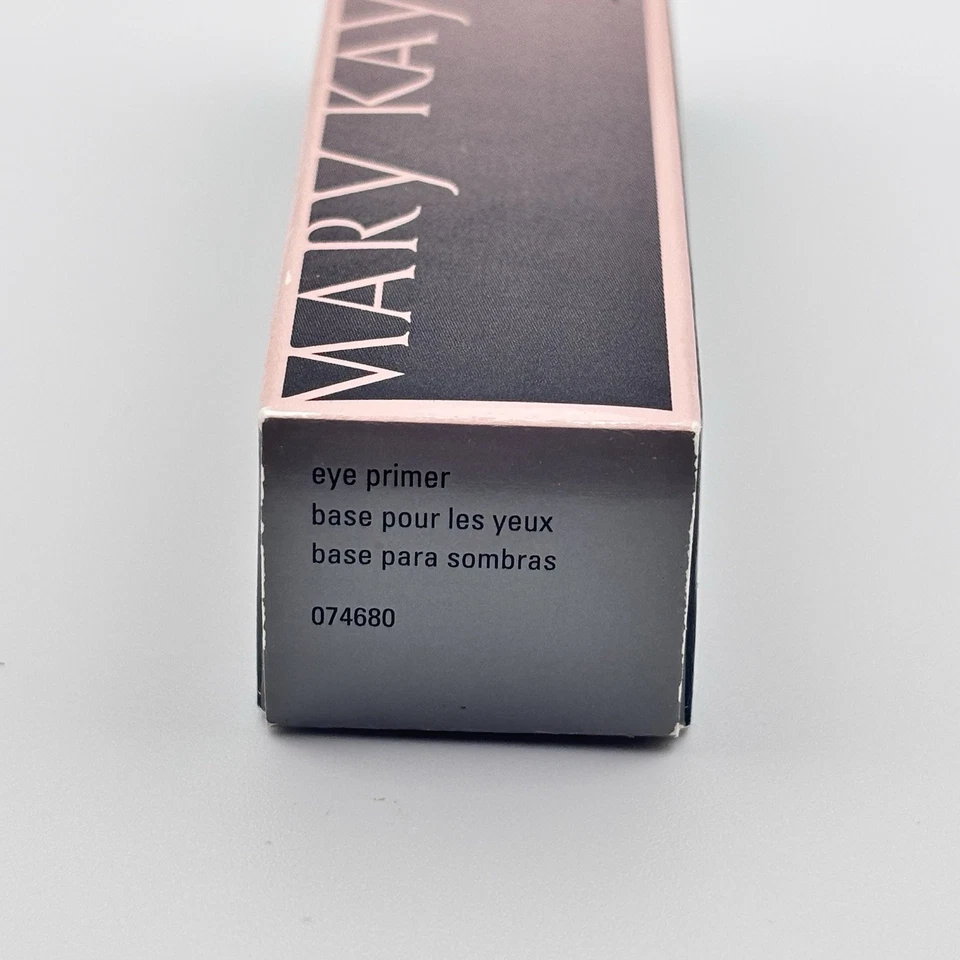 MARY KAY
eye primer
base pour les yeux
base para sombras
074680